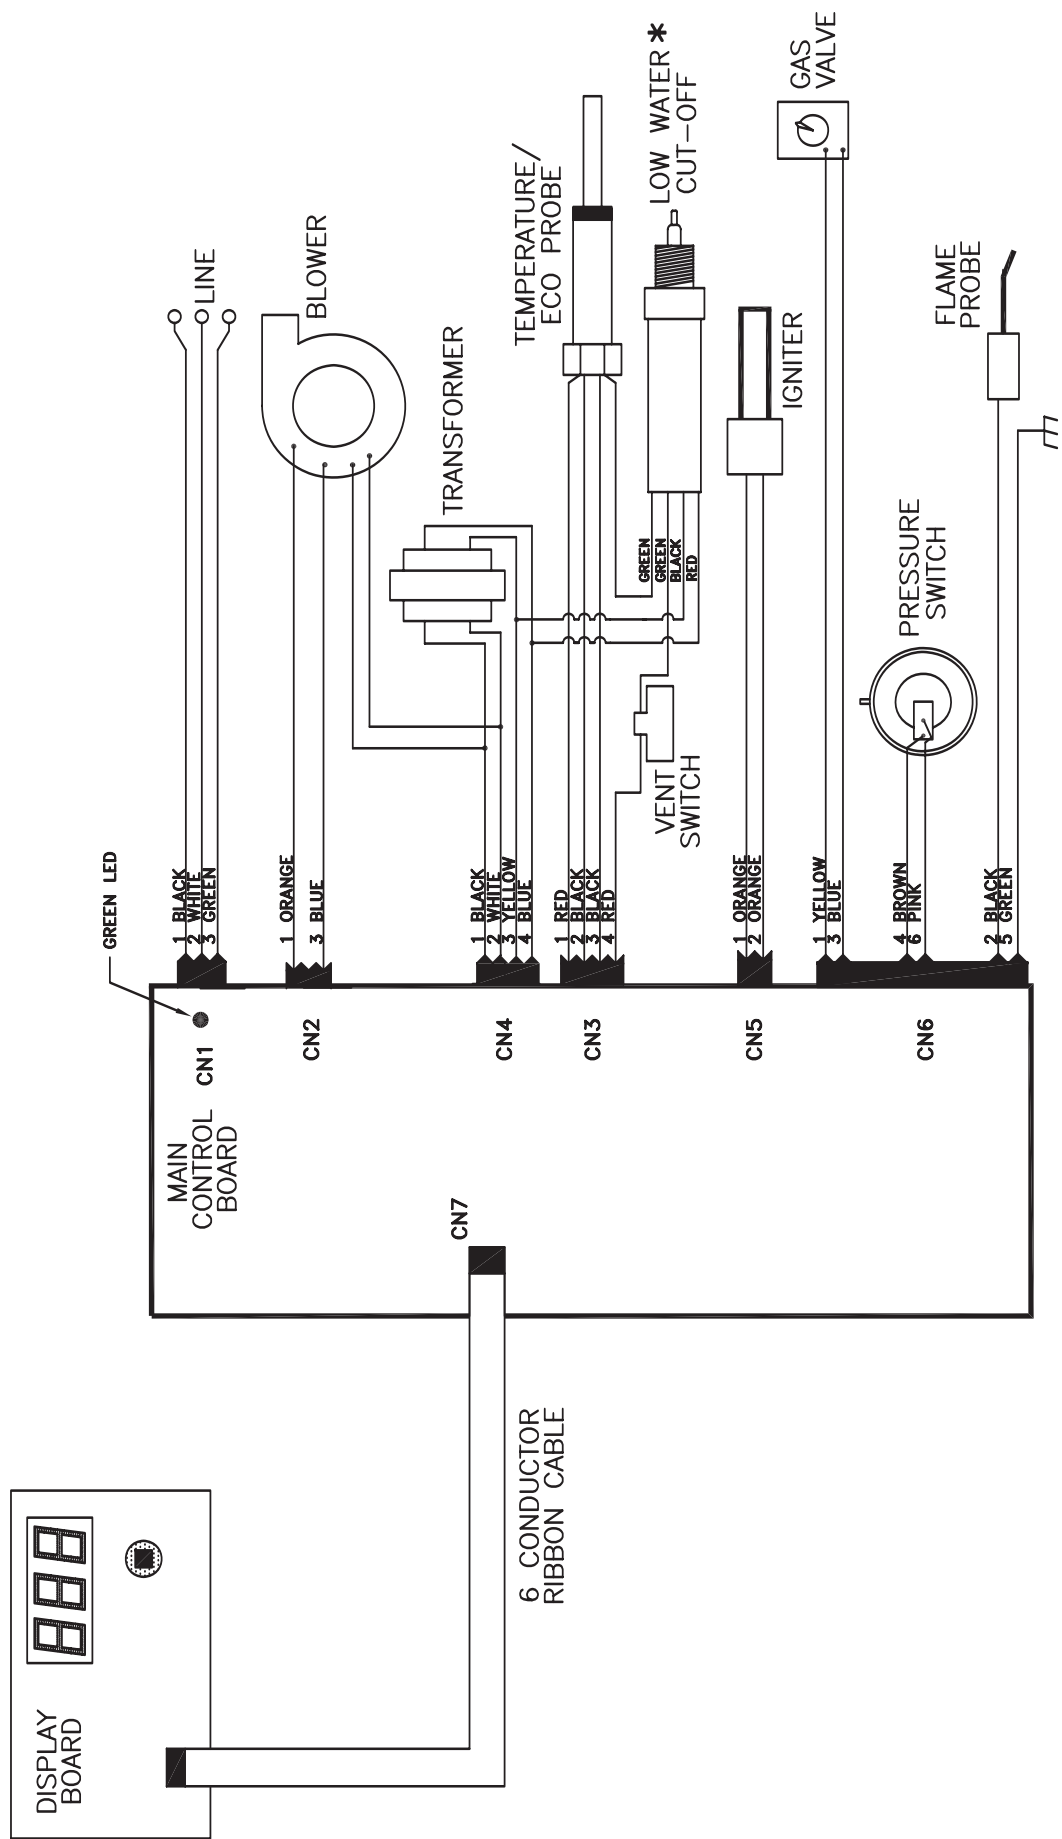 DISPLAY
BOARD
6 CONDUCTOR
RIBBON CABLE
MAIN
CONTROL
BOARD
CN7
GREEN LED
CN1
1 BLACK
2 WHITE
3 GREEN
LINE
CN2
1 ORANGE
3 BLUE
BLOWER
CN4
1 BLACK
2 WHITE
3 YELLOW
4 BLUE
TRANSFORMER
CN3
1 RED
2 BLACK
3 BLACK
4 RED
TEMPERATURE/
ECO PROBE
VENT
SWITCH
GREEN
GREEN
BLACK
RED
LOW WATER *
CUT-OFF
CN5
1 ORANGE
2 ORANGE
IGNITER
CN6
1 YELLOW
3 BLUE
GAS
VALVE
4 BROWN
6 PINK
PRESSURE
SWITCH
2 BLACK
5 GREEN
FLAME
PROBE